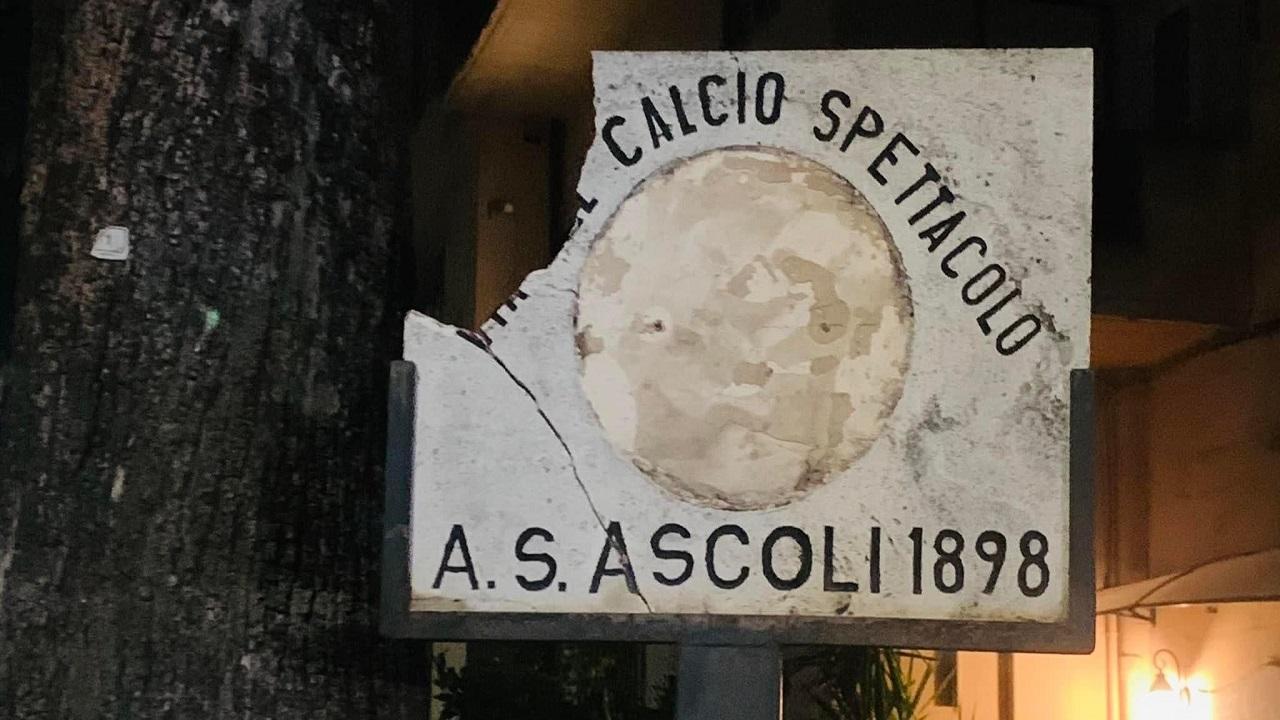 CALCIO SPETTACOLO
A. S. ASCOLI 1898